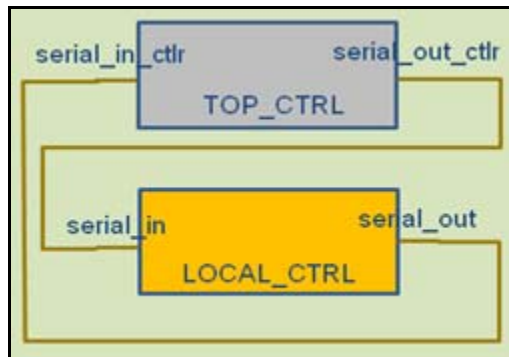 serial_in_ctlr
serial_out_ctlr
TOP_CTRL
serial_in
serial_out
LOCAL_CTRL